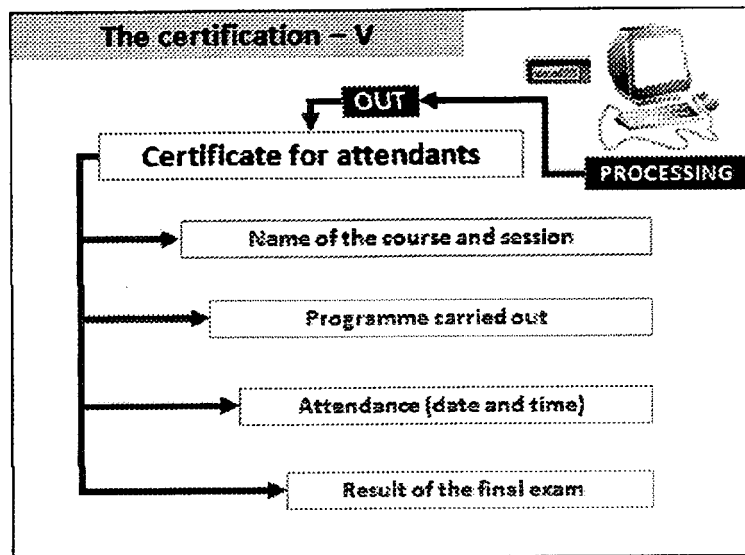 The certification – V
OUT
Certificate for attendants
PROCESSING
Name of the course and session
Programme carried out
Attendance (date and time)
Result of the final exam